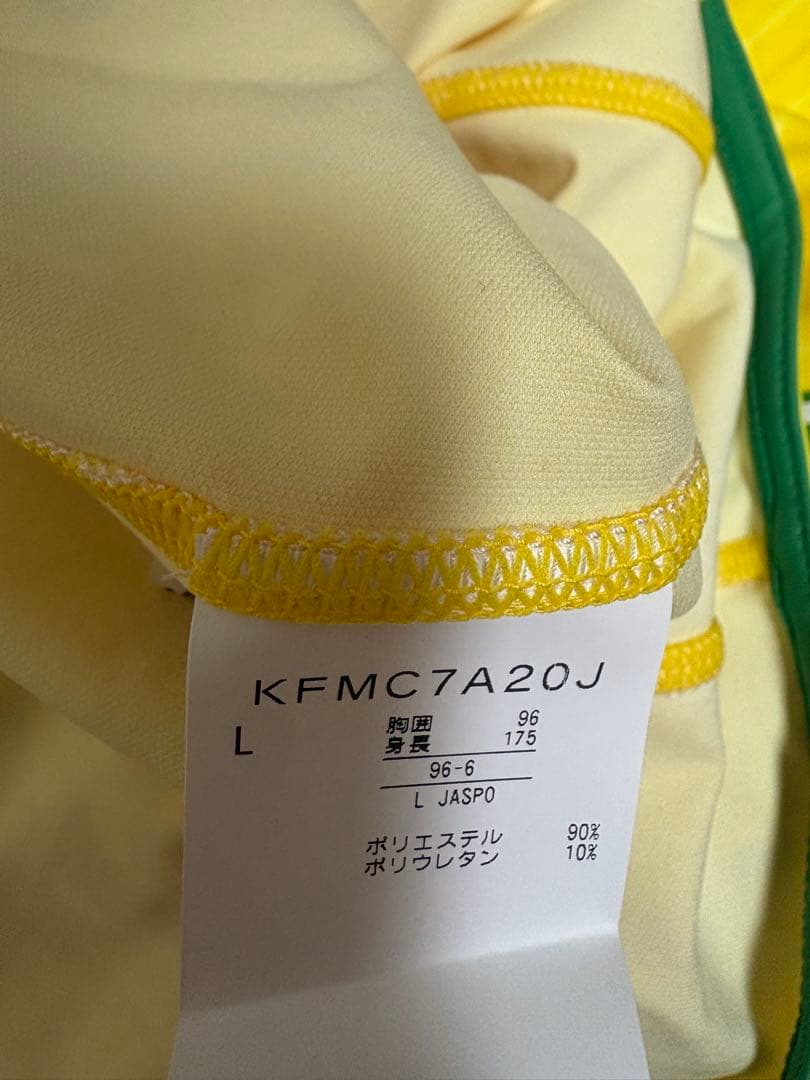 KFMC7A20J
L
胸囲 96
身長 175
96-6
L JASPO
ポリエステル 90%
ポリウレタン 10%